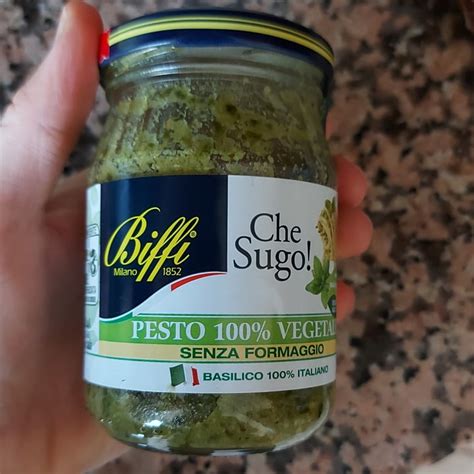 Biffi
Milano 1852
Che
Sugo!
PESTO 100% VEGETA
SENZA FORMAGGIO
BASILICO 100% ITALIANO